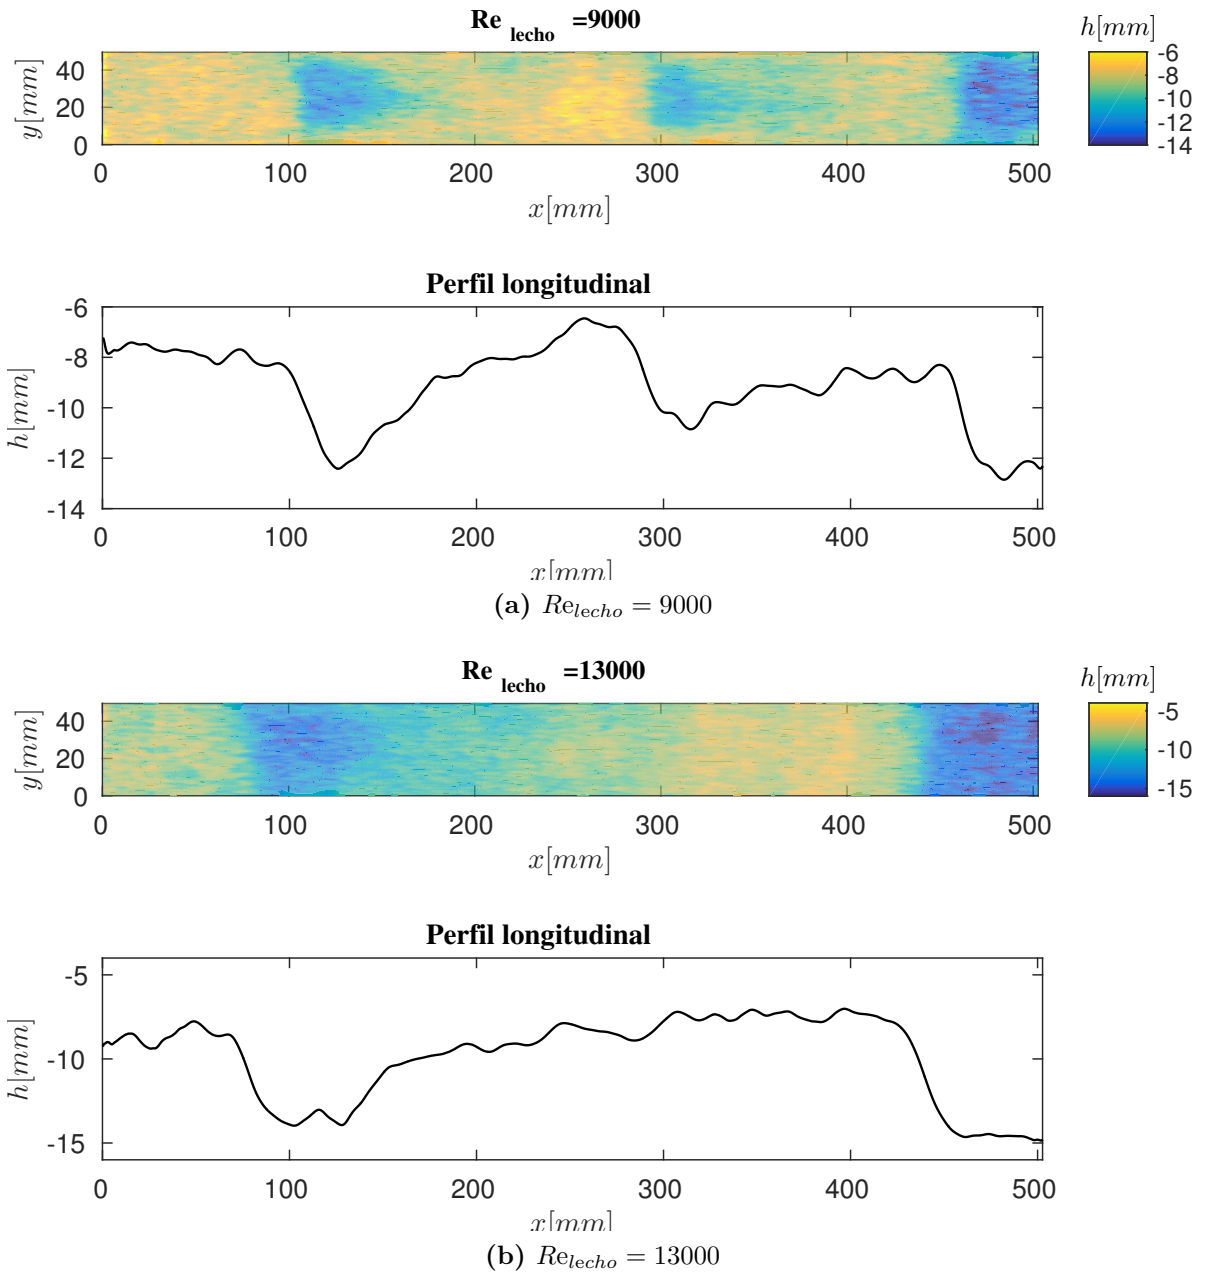 Re lecho =9000
h[mm]
y[mm]
40
20
0
0 100 200 300 400 500
x[mm]
-6
-8
-10
-12
-14
Perfil longitudinal
h[mm]
-6
-8
-10
-12
-14
0 100 200 300 400 500
x[mm]
(a) Re_lecho = 9000
Re lecho =13000
h[mm]
y[mm]
40
20
0
0 100 200 300 400 500
x[mm]
-5
-10
-15
Perfil longitudinal
h[mm]
-5
-10
-15
0 100 200 300 400 500
x[mm]
(b) Re_lecho = 13000